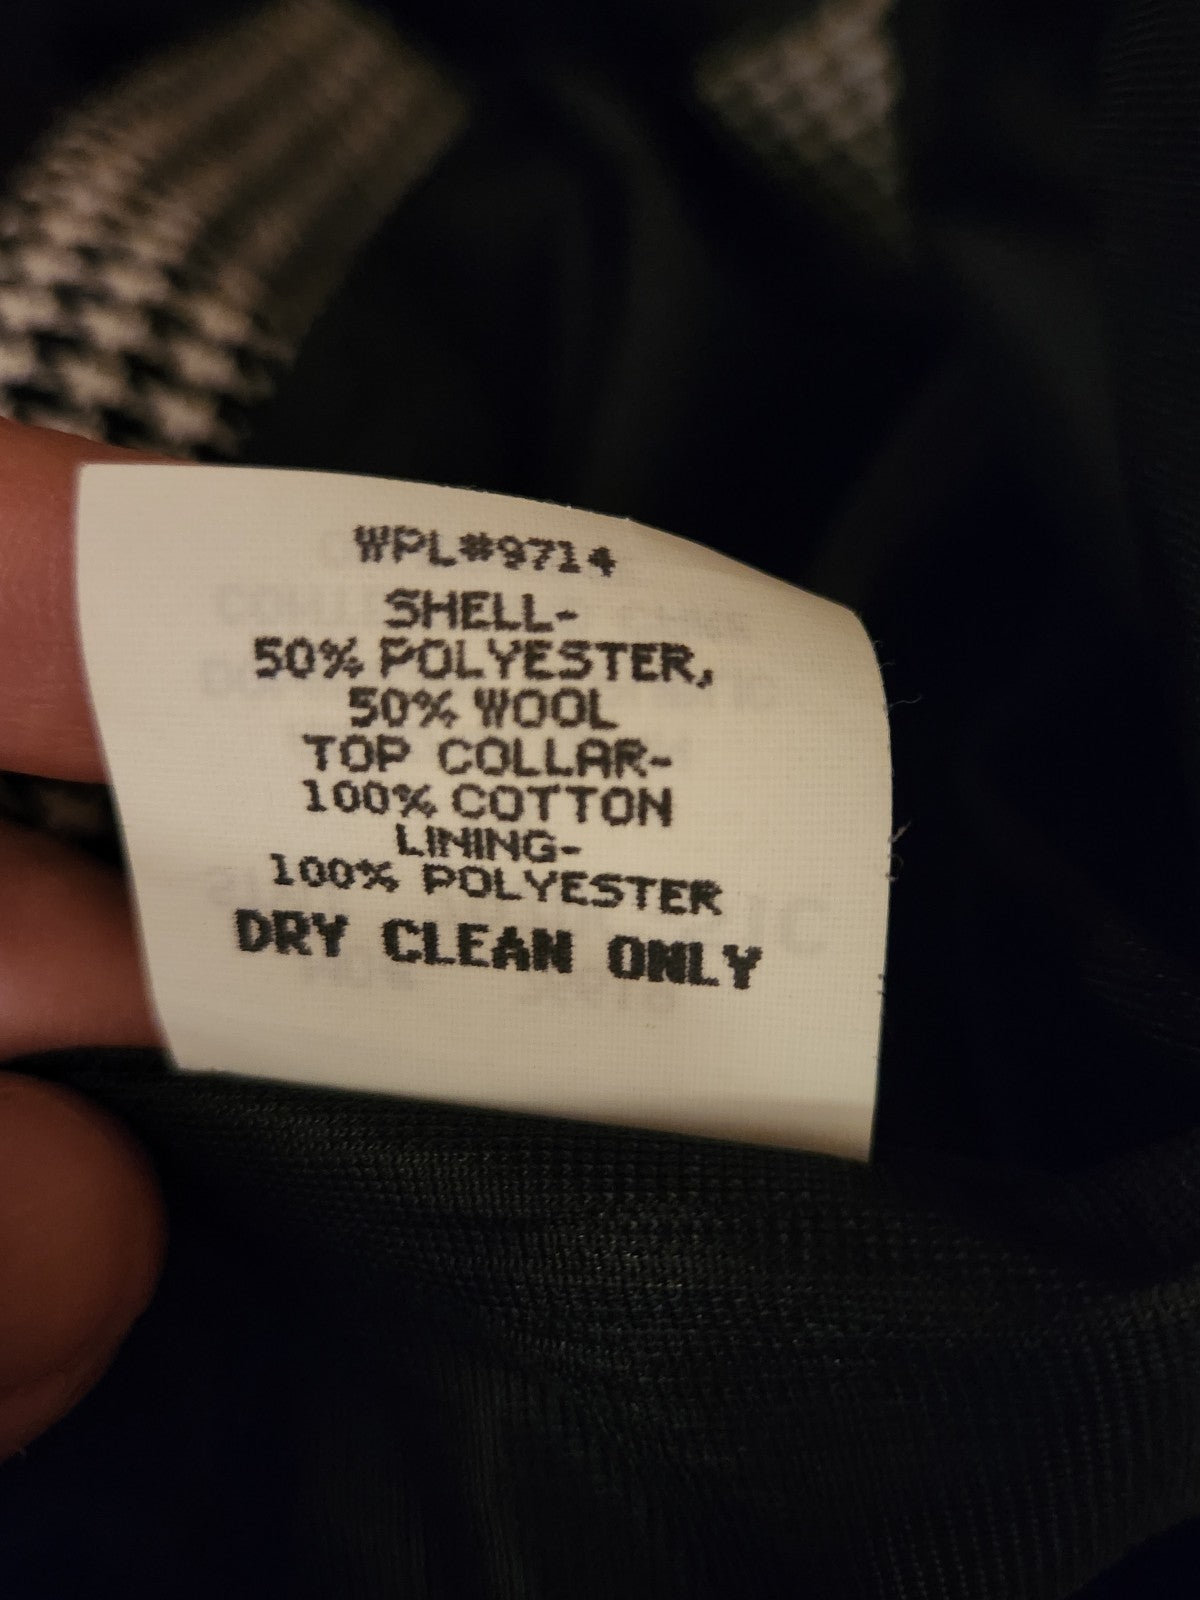 WPL#9714
SHELL-
50% POLYESTER,
50% WOOL
TOP COLLAR-
100% COTTON
LINING-
100% POLYESTER
DRY CLEAN ONLY